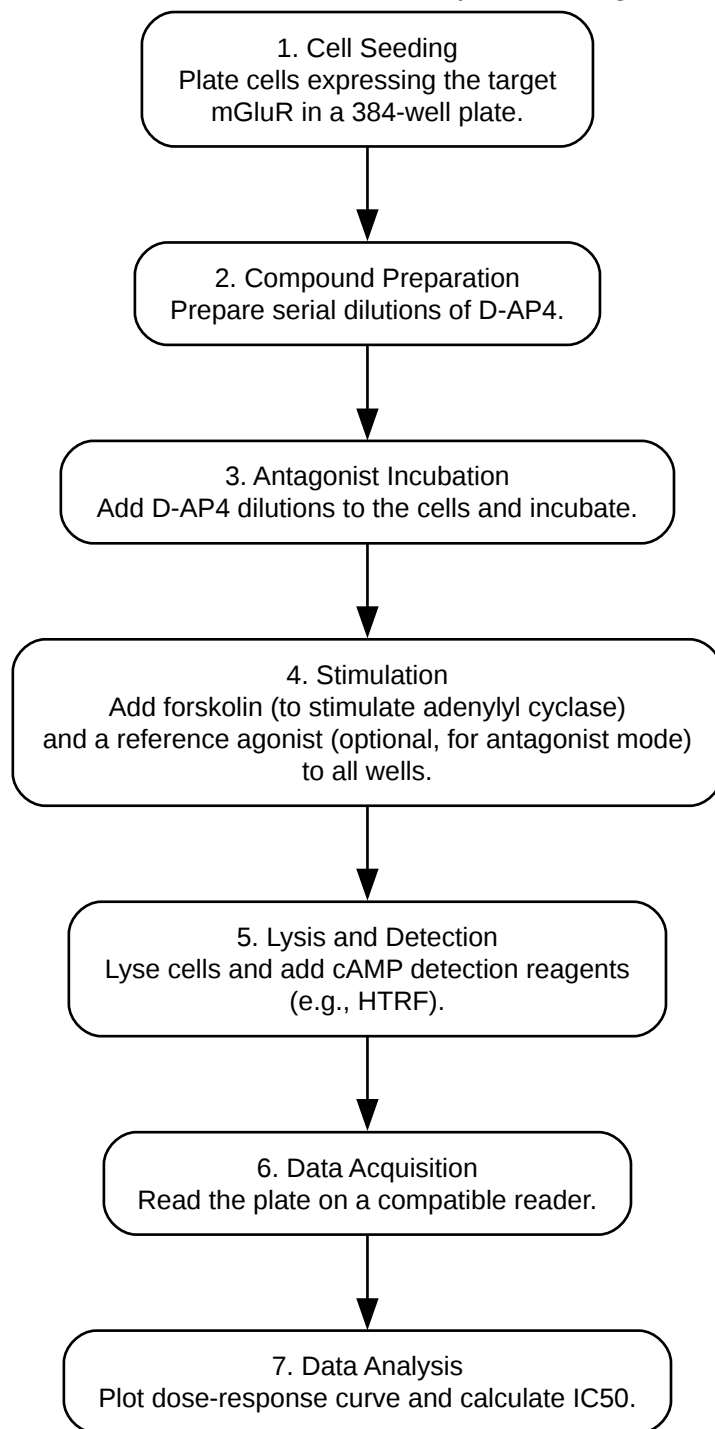 1. Cell Seeding
Plate cells expressing the target
mGluR in a 384-well plate.
2. Compound Preparation
Prepare serial dilutions of D-AP4.
3. Antagonist Incubation
Add D-AP4 dilutions to the cells and incubate.
4. Stimulation
Add forskolin (to stimulate adenylyl cyclase)
and a reference agonist (optional, for antagonist mode)
to all wells.
5. Lysis and Detection
Lyse cells and add cAMP detection reagents
(e.g., HTRF).
6. Data Acquisition
Read the plate on a compatible reader.
7. Data Analysis
Plot dose-response curve and calculate IC50.